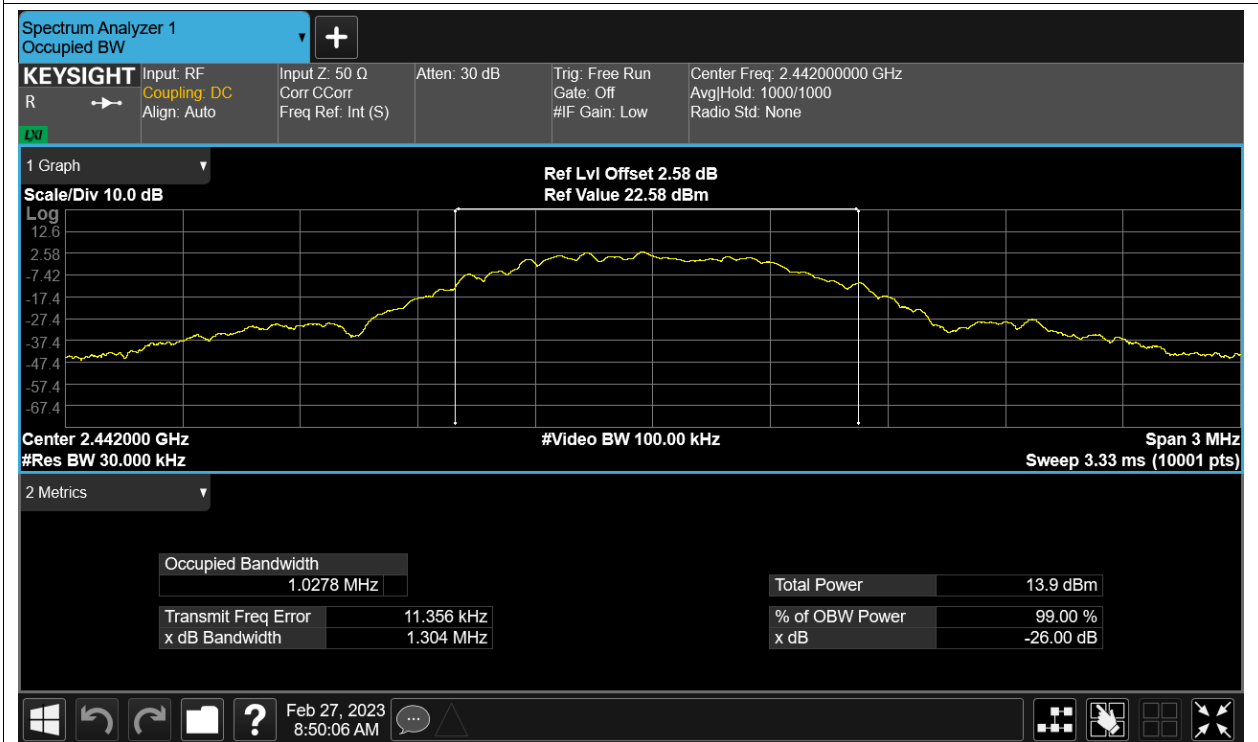 Spectrum Analyzer 1
Occupied BW
KEYSIGHT
R
LXI
Input: RF
Coupling: DC
Align: Auto
Input Z: 50 Ω
Corr CCorr
Freq Ref: Int (S)
Atten: 30 dB
Trig: Free Run
Gate: Off
#IF Gain: Low
Center Freq: 2.442000000 GHz
Avg|Hold: 1000/1000
Radio Std: None
1 Graph
Scale/Div 10.0 dB
Ref Lvl Offset 2.58 dB
Ref Value 22.58 dBm
Log
12.6
2.58
-7.42
-17.4
-27.4
-37.4
-47.4
-57.4
-67.4
Center 2.442000 GHz
#Res BW 30.000 kHz
#Video BW 100.00 kHz
Span 3 MHz
Sweep 3.33 ms (10001 pts)
2 Metrics
Occupied Bandwidth
1.0278 MHz
Transmit Freq Error 11.356 kHz
x dB Bandwidth 1.304 MHz
Total Power 13.9 dBm
% of OBW Power 99.00 %
x dB -26.00 dB
?
Feb 27, 2023
8:50:06 AM